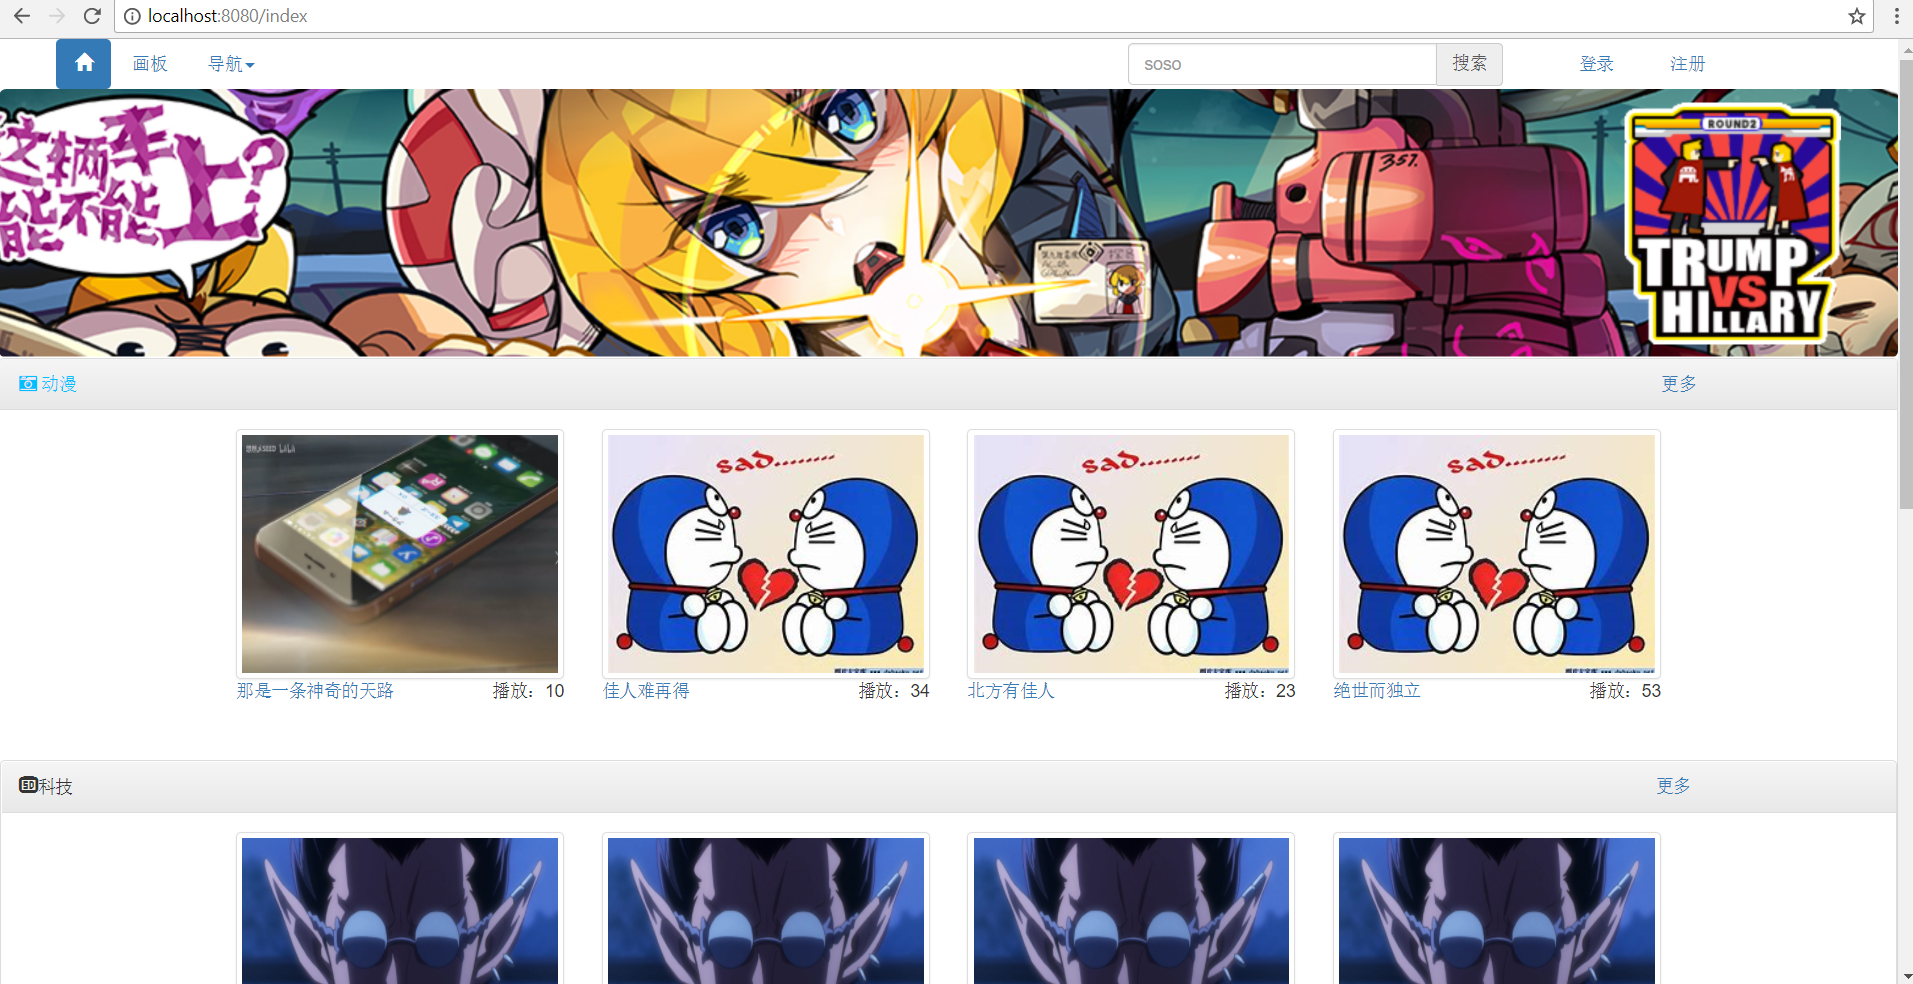 localhost:8080/index
画板
导航
soso
搜索
登录
注册
这辆车
能不能上?
357.
ROUND2
TRUMP
VS
HILLARY
动漫
更多
sad........
sad........
sad........
那是一条神奇的天路
播放：10
佳人难再得
播放：34
北方有佳人
播放：23
绝世而独立
播放：53
科技
更多